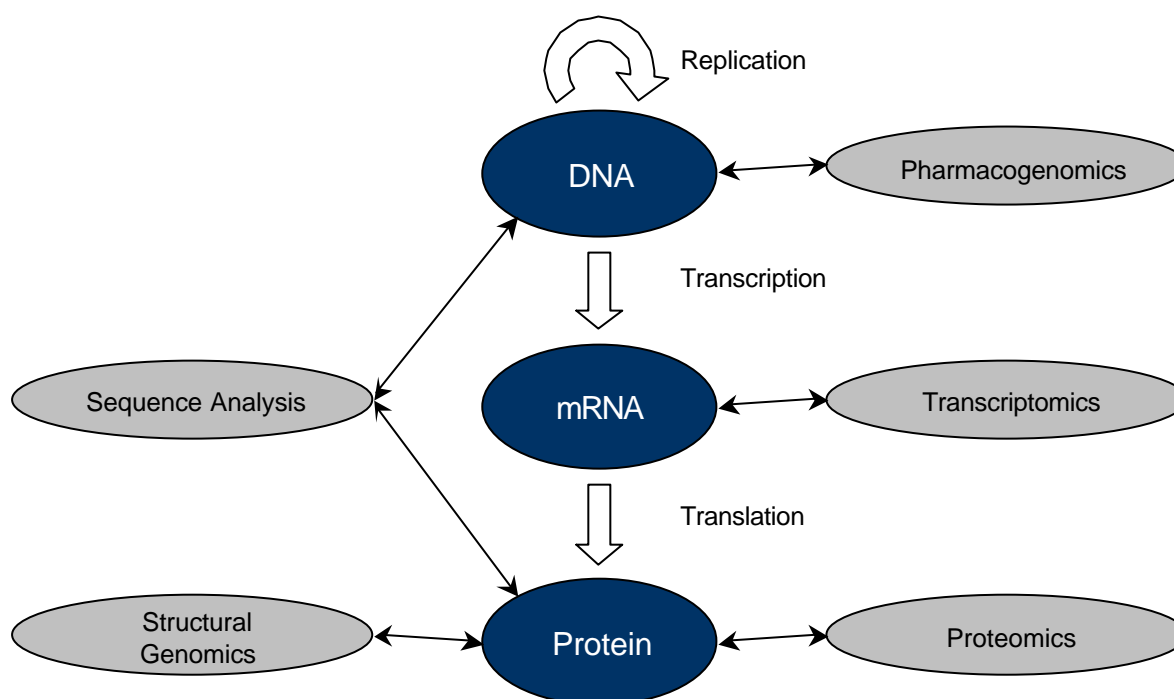 Replication
DNA
Pharmacogenomics
Transcription
Sequence Analysis
mRNA
Transcriptomics
Translation
Structural
Genomics
Protein
Proteomics